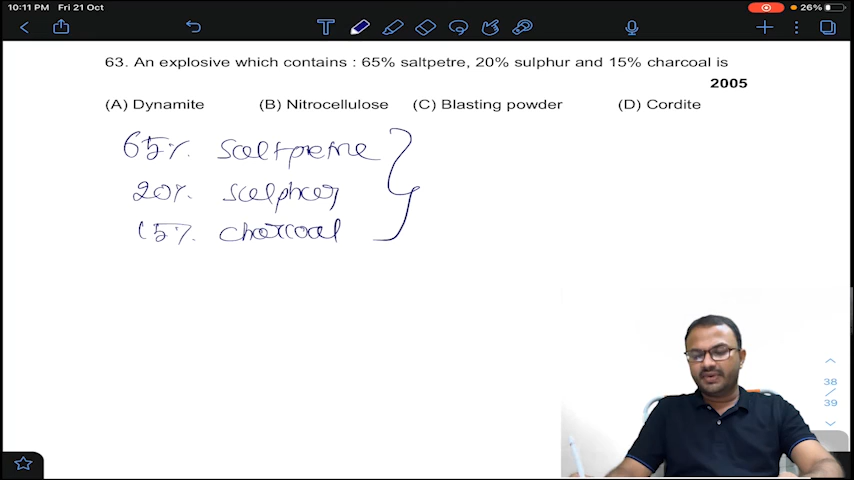 10:11 PM Fri 21 Oct 26%
63. An explosive which contains : 65% saltpetre, 20% sulphur and 15% charcoal is
2005
(A) Dynamite (B) Nitrocellulose (C) Blasting powder (D) Cordite
65% Saltpetre
20% Sulphur
15% Charcoal
38
39